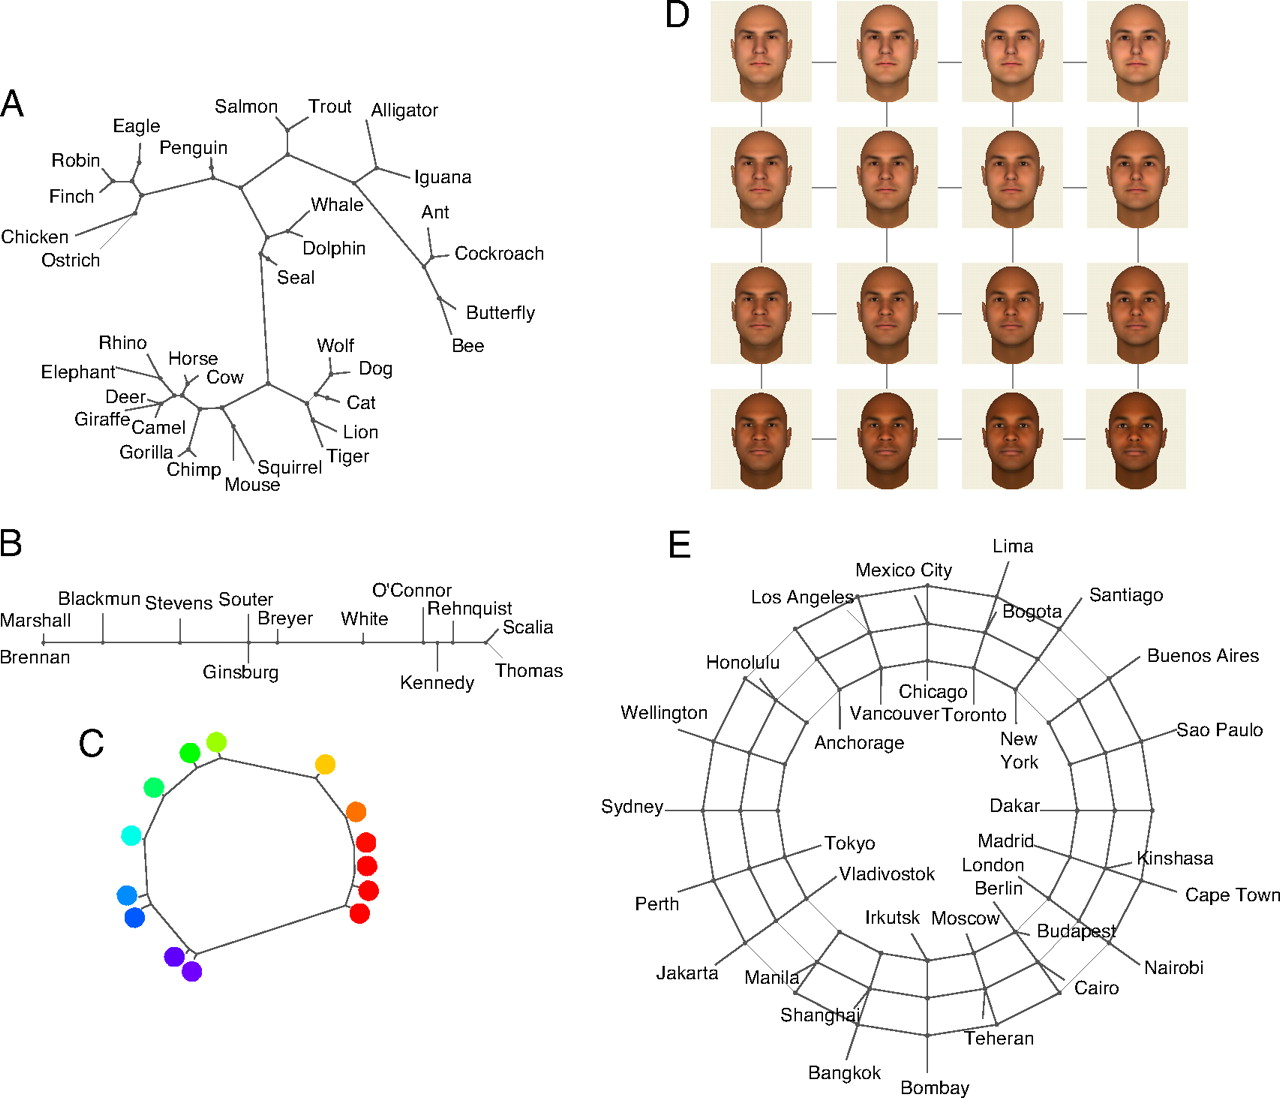 A
Salmon
Trout
Alligator
Eagle
Penguin
Robin
Iguana
Finch
Whale
Ant
Chicken
Dolphin
Cockroach
Ostrich
Seal
Butterfly
Rhino
Wolf
Bee
Horse
Elephant
Cow
Dog
Deer
Cat
Giraffe
Camel
Lion
Gorilla
Tiger
Chimp
Squirrel
Mouse
B
O'Connor
Blackmun
Stevens
Souter
Rehnquist
Marshall
Breyer
White
Scalia
Brennan
Ginsburg
Thomas
Kennedy
C
D
E
Lima
Mexico City
Los Angeles
Santiago
Bogota
Honolulu
Buenos Aires
Chicago
Wellington
Vancouver
Toronto
Sao Paulo
Anchorage
New
York
Sydney
Dakar
Tokyo
Madrid
Kinshasa
Vladivostok
London
Berlin
Cape Town
Perth
Irkutsk
Moscow
Budapest
Jakarta
Manila
Nairobi
Cairo
Shanghai
Teheran
Bangkok
Bombay